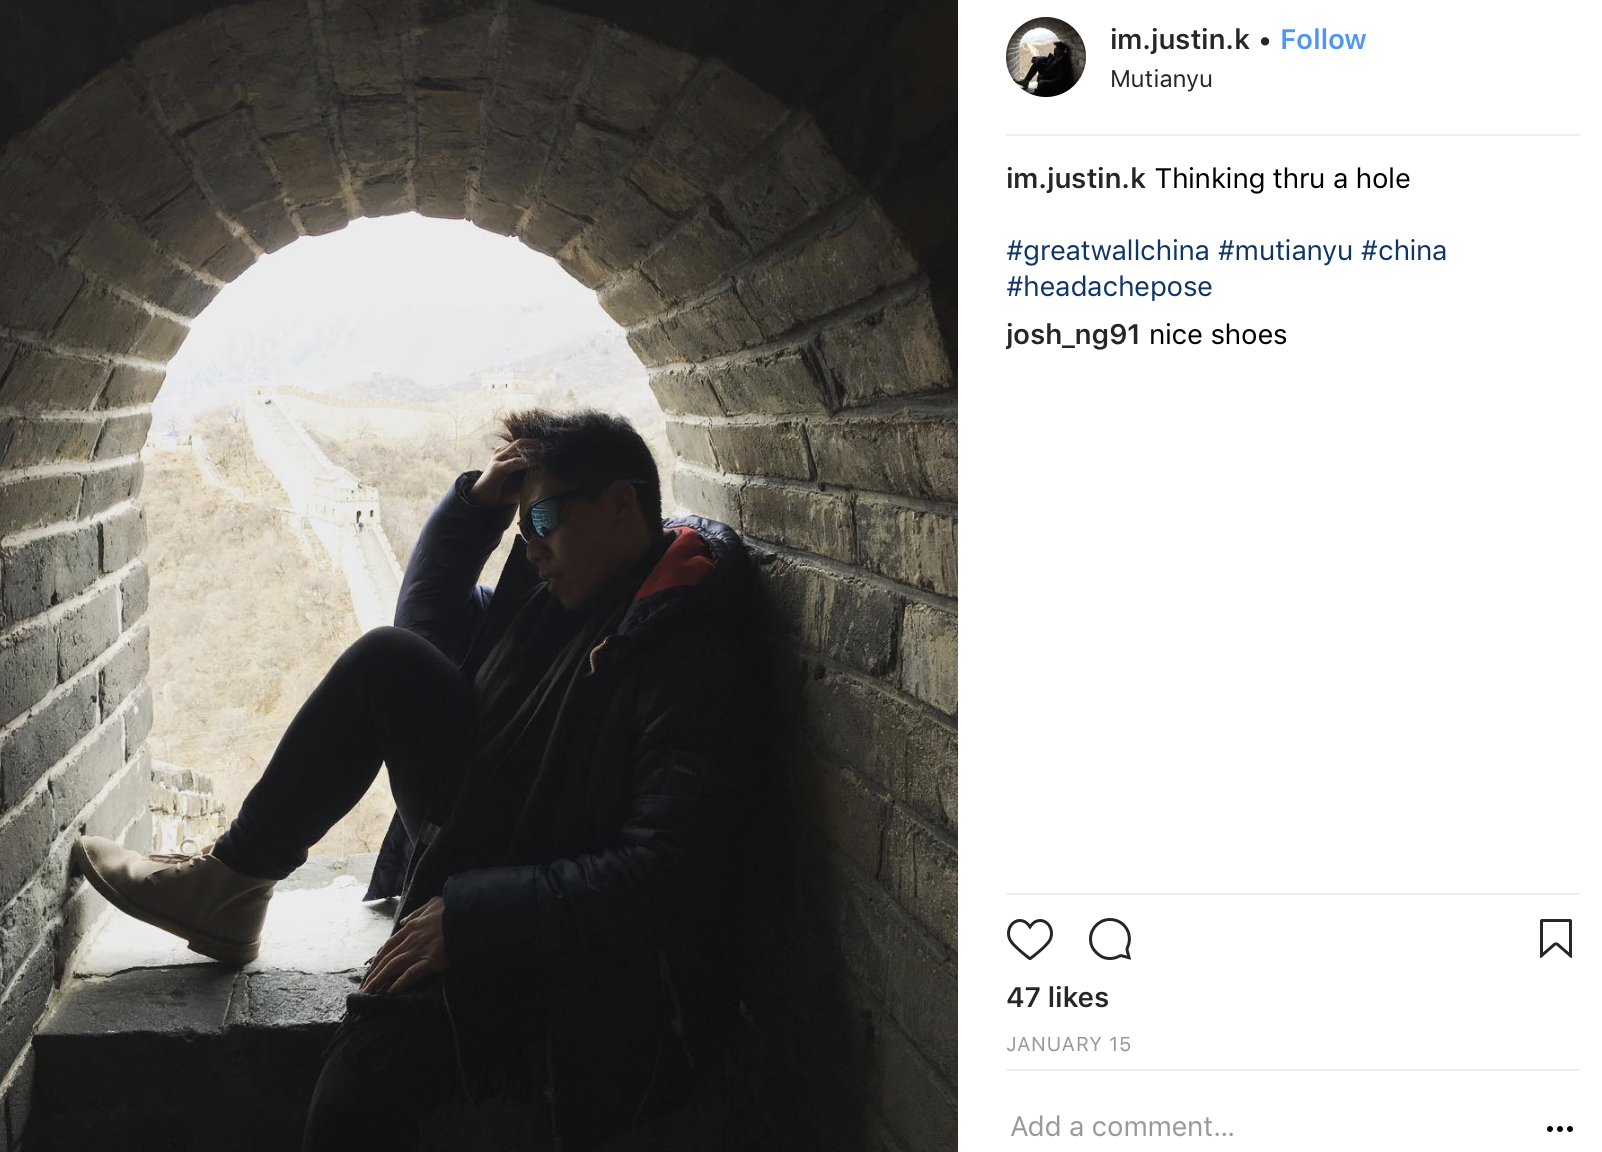 im.justin.k • Follow
Mutianyu
im.justin.k Thinking thru a hole
#greatwallchina #mutianyu #china
#headachepose
josh_ng91 nice shoes
47 likes
JANUARY 15
Add a comment...